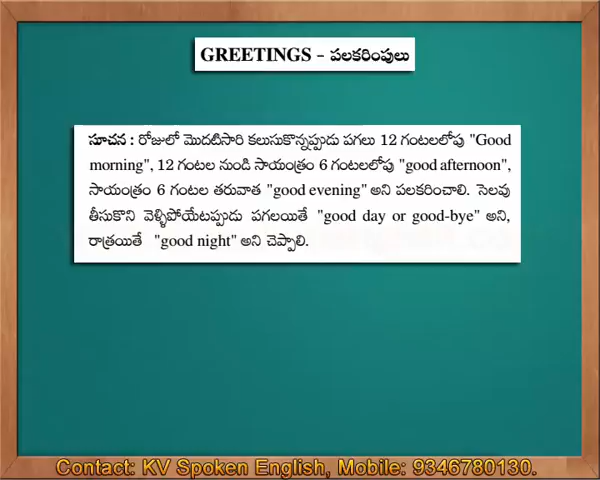 GREETINGS - పలకరింపులు
సూచన : రోజులో మొదటిసారి కలుసుకొన్నప్పుడు పగలు 12 గంటలలోపు "Good
morning", 12 గంటల నుండి సాయంత్రం 6 గంటలలోపు "good afternoon",
సాయంత్రం 6 గంటల తరువాత "good evening" అని పలకరించాలి. సెలవు
తీసుకొని వెళ్ళిపోయేటప్పుడు పగలయితే "good day or good-bye" అని,
రాత్రయితే "good night" అని చెప్పాలి.
Contact: KV Spoken English, Mobile: 9346780130.